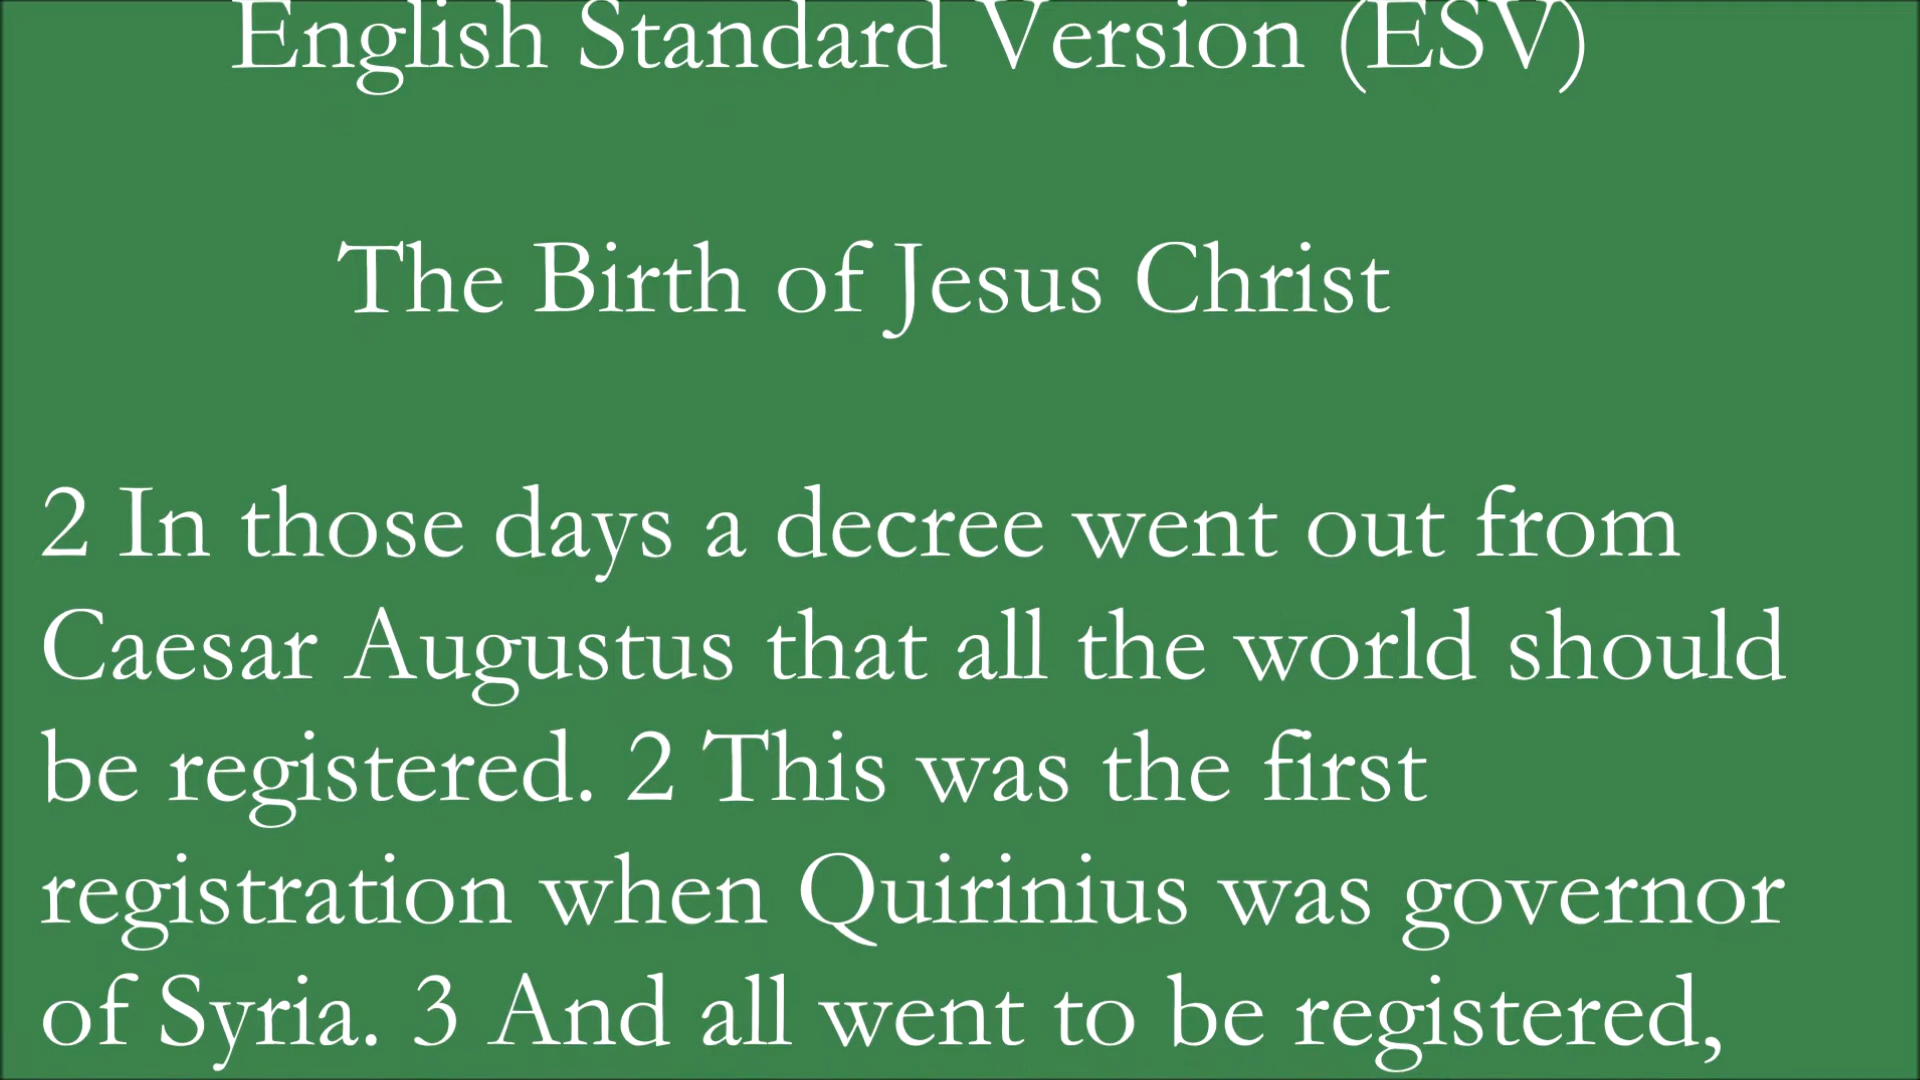 English Standard Version (ESV)
The Birth of Jesus Christ
2 In those days a decree went out from
Caesar Augustus that all the world should
be registered. 2 This was the first
registration when Quirinius was governor
of Syria. 3 And all went to be registered,